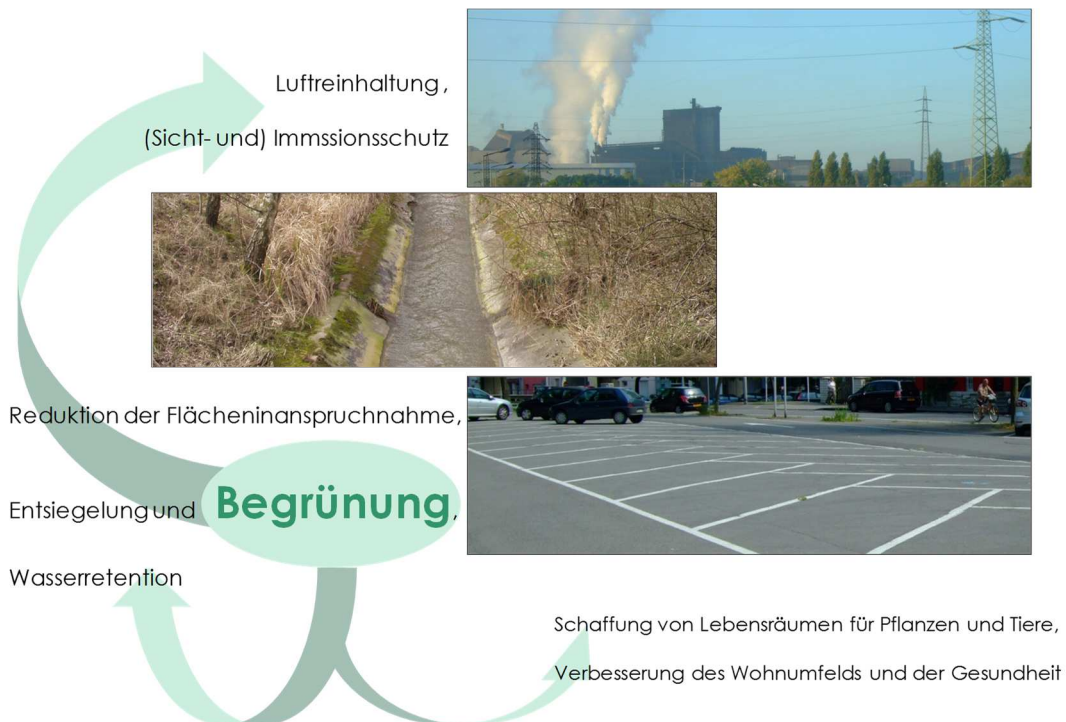 Luftreinhaltung,
(Sicht- und) Immssionsschutz
Reduktion der Flächeninanspruchnahme,
Entsiegelung und Begrünung,
Wasserretention
Schaffung von Lebensräumen für Pflanzen und Tiere,
Verbesserung des Wohnumfelds und der Gesundheit